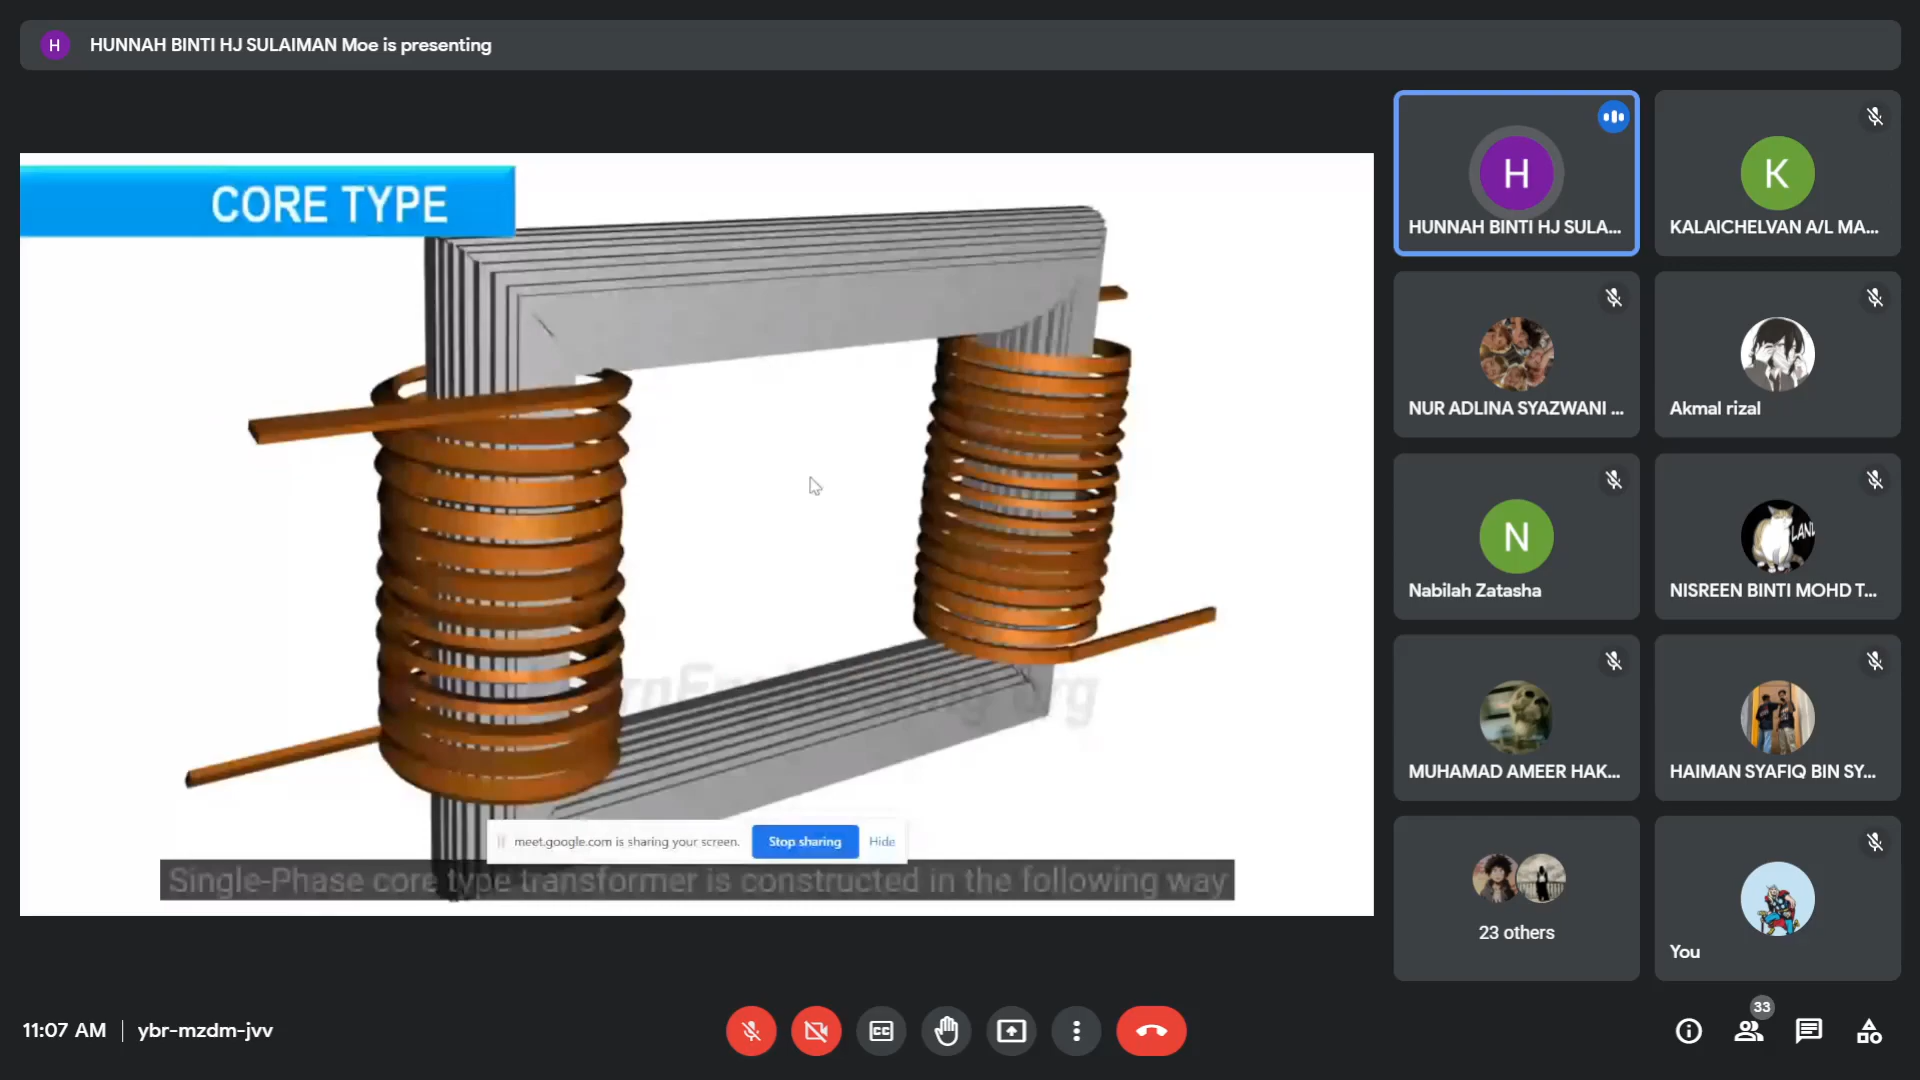 H HUNNAH BINTI HJ SULAIMAN Moe is presenting
CORE TYPE
meet.google.com is sharing your screen. Stop sharing Hide
Single-Phase core type transformer is constructed in the following way
H
HUNNAH BINTI HJ SULA...
K
KALAICHELVAN A/L MA...
NUR ADLINA SYAZWANI ...
Akmal rizal
N
Nabilah Zatasha
LANL
NISREEN BINTI MOHD T...
MUHAMAD AMEER HAK...
HAIMAN SYAFIQ BIN SY...
23 others
You
11:07 AM | ybr-mzdm-jvv
CC
33